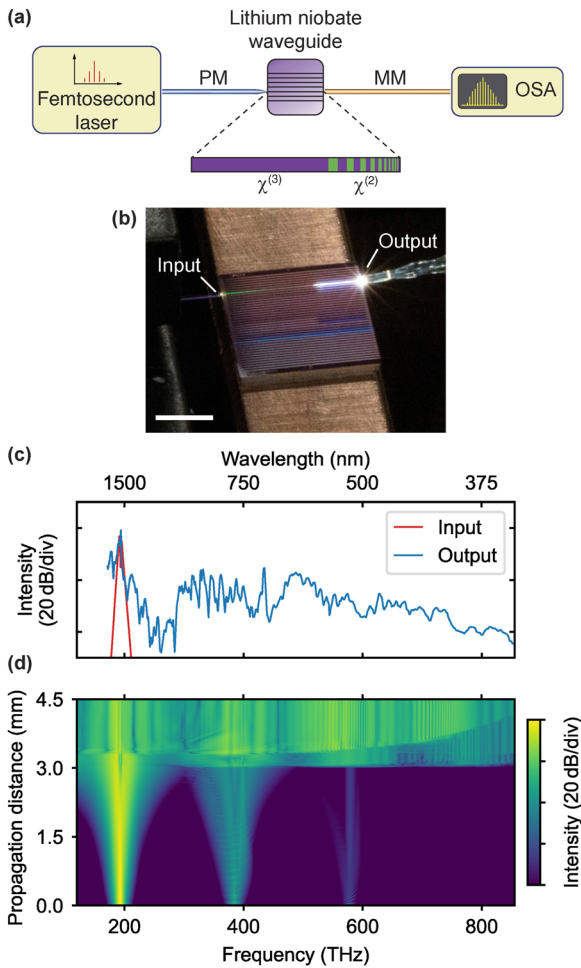 (a)
Lithium niobate
waveguide
Femtosecond
laser
PM
MM
OSA
χ(3)
χ(2)
(b)
Input
Output
(c)
Wavelength (nm)
1500 750 500 375
Intensity
(20 dB/div)
Input
Output
(d)
Propagation distance (mm)
4.5
3.0
1.5
0.0
200 400 600 800
Frequency (THz)
Intensity (20 dB/div)